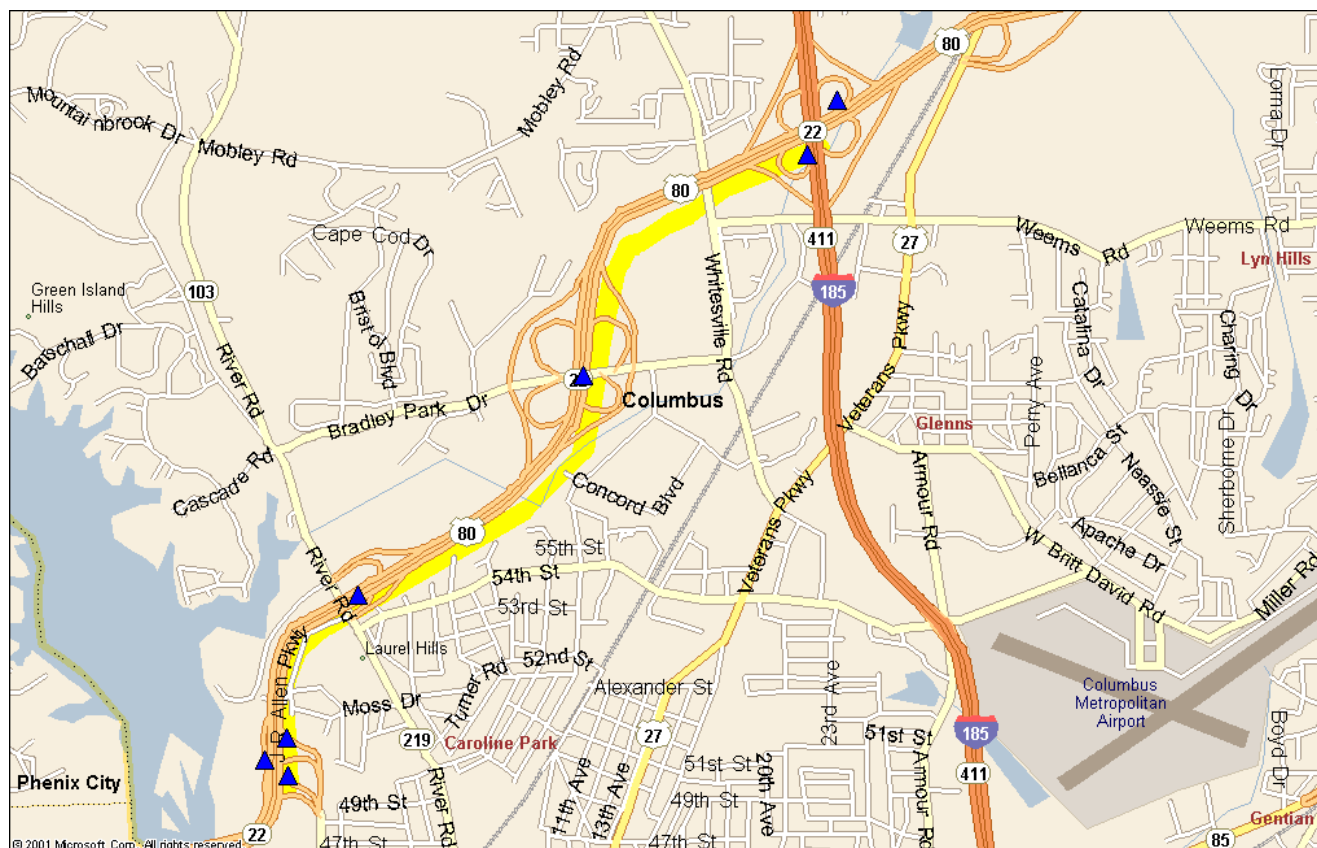 80
Lorna Dr
Mobley Rd
Mountainbrook Dr
22
Mobley Rd
80
Weems Rd
Weems Rd
411
27
Cape Cod Dr
Lyn Hills
Green Island
Hills
103
185
Whitesville Rd
Bristol Blvd
Catalina Dr
Charing Dr
Batschall Dr
River Rd
Veterans Pkwy
Perry Ave
Bradley Park Dr
Columbus
Glenns
Sherborne Dr
Bellanca St
Neassie St
Armour Rd
Cascade Rd
Concord Blvd
Veterans Pkwy
80
55th St
Apache Dr
W Britt David Rd
River Rd
54th St
53rd St
Miller Rd
J R Allen Pkwy
Laurel Hills
52nd St
Turner Rd
Alexander St
23rd Ave
Columbus
Metropolitan
Airport
Moss Dr
219
Caroline Park
27
51st St
185
Boyd Dr
Phenix City
River Rd
51st St
20th Ave
Armour Rd
411
11th Ave
13th Ave
49th St
49th St
Gentian
22
47th St
47th St
85
© 2001 Microsoft Corp. All rights reserved.